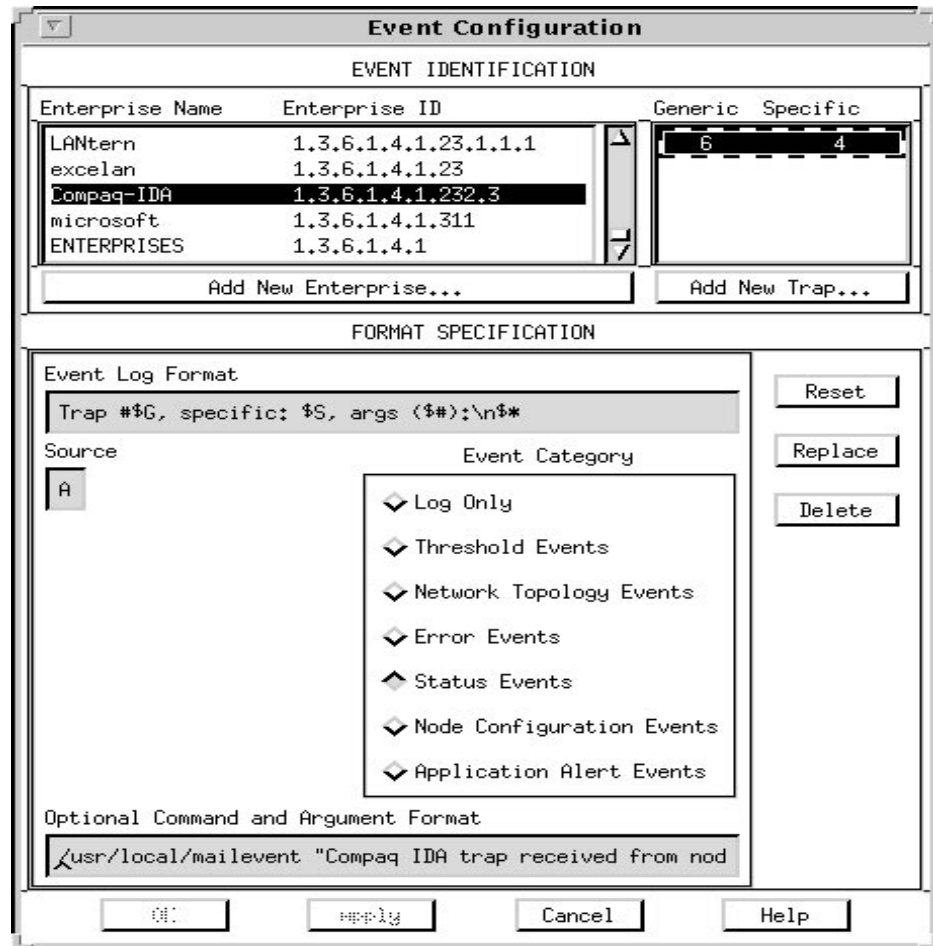 Event Configuration
EVENT IDENTIFICATION
Enterprise Name Enterprise ID Generic Specific
LANtern 1.3.6.1.4.1.23.1.1.1 6 4
excelan 1.3.6.1.4.1.23
Compaq-IDA 1.3.6.1.4.1.232.3
microsoft 1.3.6.1.4.1.311
ENTERPRISES 1.3.6.1.4.1
Add New Enterprise... Add New Trap...
FORMAT SPECIFICATION
Event Log Format
Trap #$G, specific: $S, args ($#):\n$*
Reset
Source
A
Event Category
Replace
Log Only
Delete
Threshold Events
Network Topology Events
Error Events
Status Events
Node Configuration Events
Application Alert Events
Optional Command and Argument Format
/usr/local/mailevent "Compaq IDA trap received from nod
OK Apply Cancel Help